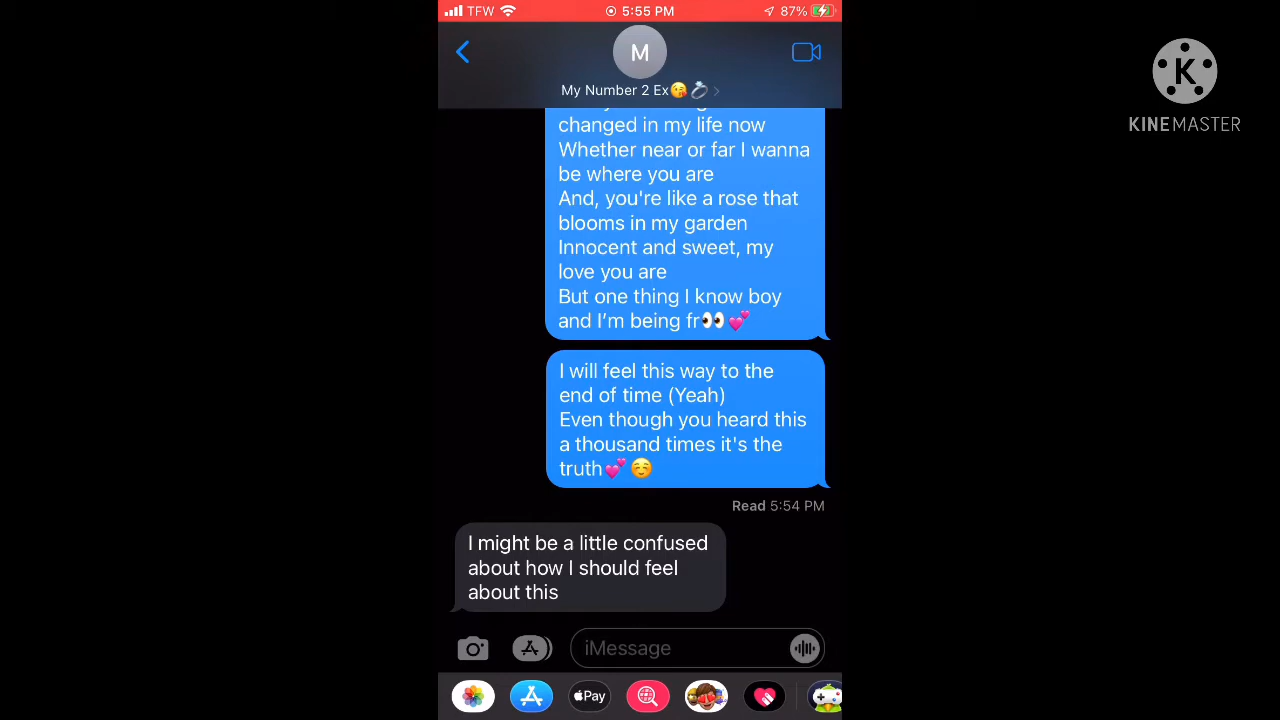 TFW 5:55 PM 87%
M
K
My Number 2 Ex😘💍
KINEMASTER
changed in my life now
Whether near or far I wanna
be where you are
And, you're like a rose that
blooms in my garden
Innocent and sweet, my
love you are
But one thing I know boy
and I’m being fr👀💕
I will feel this way to the
end of time (Yeah)
Even though you heard this
a thousand times it's the
truth💕☺️
Read 5:54 PM
I might be a little confused
about how I should feel
about this
iMessage
Pay